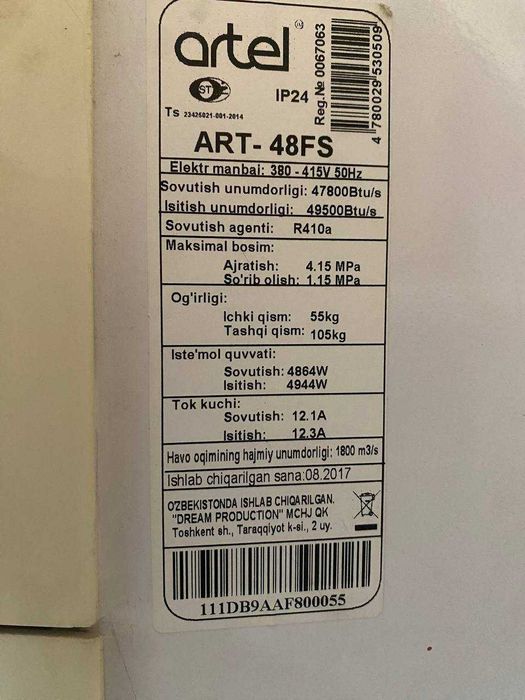 artel
TM
ST
IP24
Reg.№ 0067063
4 780029 530509
Ts 23425021-001-2014
ART- 48FS
Elektr manbai: 380 - 415V 50Hz
Sovutish unumdorligi: 47800Btu/s
Isitish unumdorligi: 49500Btu/s
Sovutish agenti: R410a
Maksimal bosim:
Ajratish: 4.15 MPa
So'rib olish: 1.15 MPa
Og'irligi:
Ichki qism: 55kg
Tashqi qism: 105kg
Iste'mol quvvati:
Sovutish: 4864W
Isitish: 4944W
Tok kuchi:
Sovutish: 12.1A
Isitish: 12.3A
Havo oqimining hajmiy unumdorligi: 1800 m3/s
Ishlab chiqarilgan sana:08.2017
O'ZBEKISTONDA ISHLAB CHIQARILGAN.
"DREAM PRODUCTION" MCHJ QK
Toshkent sh., Taraqqiyot k-si., 2 uy.
111DB9AAF800055